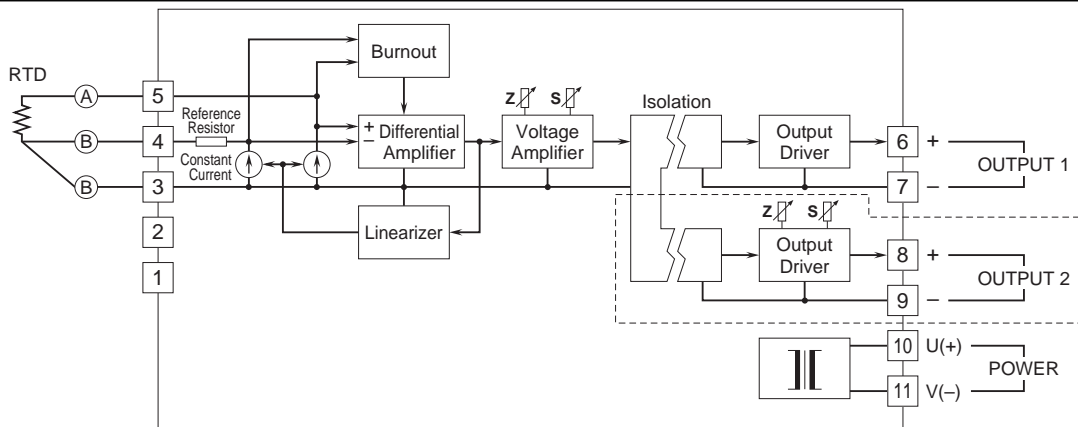 Burnout
RTD
A
5
Reference
Resistor
Z
S
Isolation
B
4
+
−
Differential
Amplifier
Voltage
Amplifier
Output
Driver
6
+
OUTPUT 1
Constant
Current
B
3
7
−
2
Linearizer
Z
S
Output
Driver
8
+
OUTPUT 2
1
9
−
10
U(+)
POWER
11
V(−)